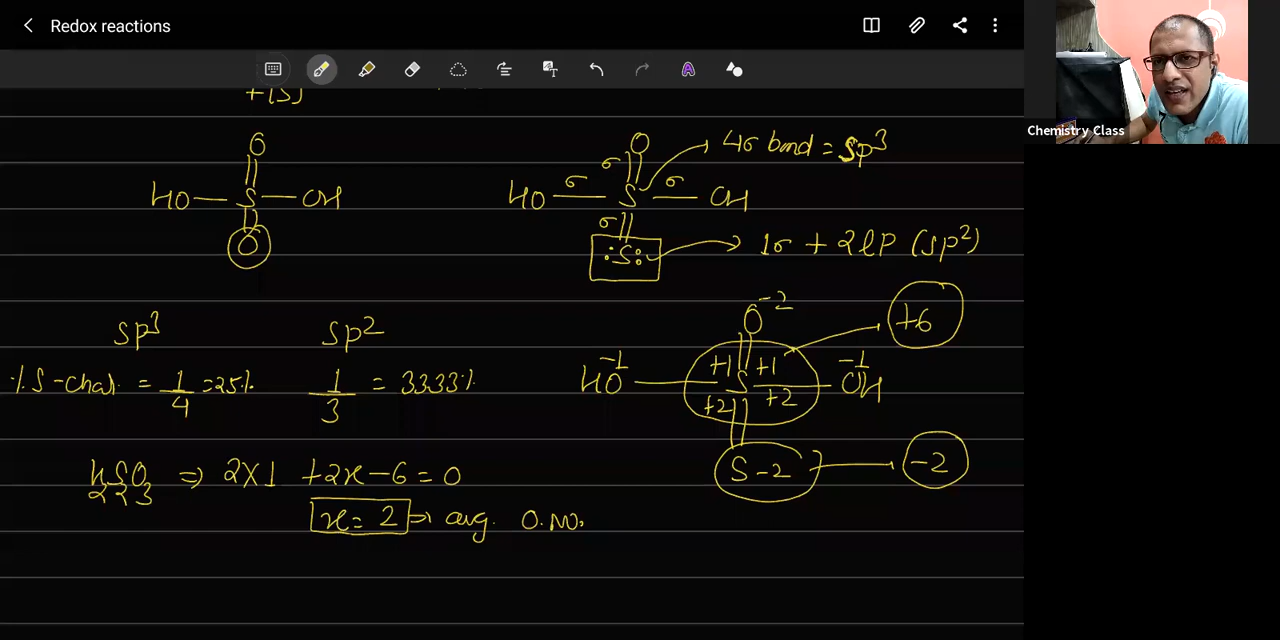 Redox reactions
Chemistry Class
+[S]
O
HO — S — OH
O
O
HO — S — OH
σ σ σ σ
:S:
→ 4σ bond = sp³
→ 1σ + 2lp (sp²)
sp³ sp²
% S-char. = 1/4 = 25% 1/3 = 33.33%
O⁻²
+6
HO⁻¹ — S — OH⁻¹
+1 +1
+2 +2
S-2 → -2
H₂S₂O₃ ⇒ 2×1 +2x-6=0
x = 2 → avg. O.No.